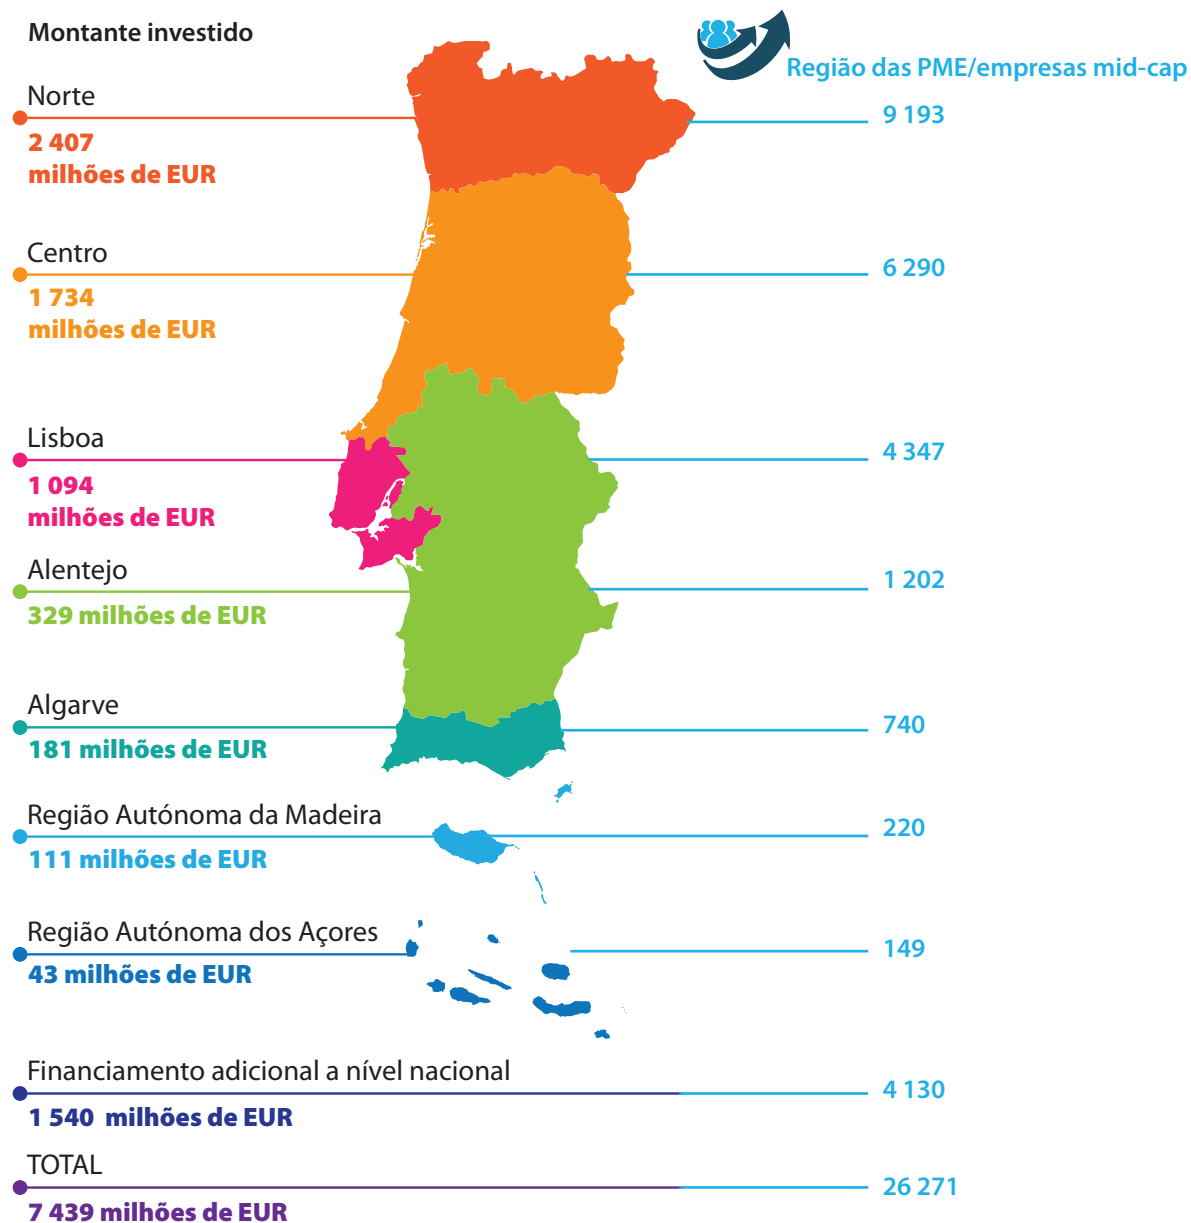 Montante investido
Região das PME/empresas mid-cap
Norte
9 193
2 407
milhões de EUR
Centro
6 290
1 734
milhões de EUR
Lisboa
4 347
1 094
milhões de EUR
Alentejo
1 202
329 milhões de EUR
Algarve
740
181 milhões de EUR
Região Autónoma da Madeira
220
111 milhões de EUR
Região Autónoma dos Açores
149
43 milhões de EUR
Financiamento adicional a nível nacional
4 130
1 540 milhões de EUR
TOTAL
26 271
7 439 milhões de EUR